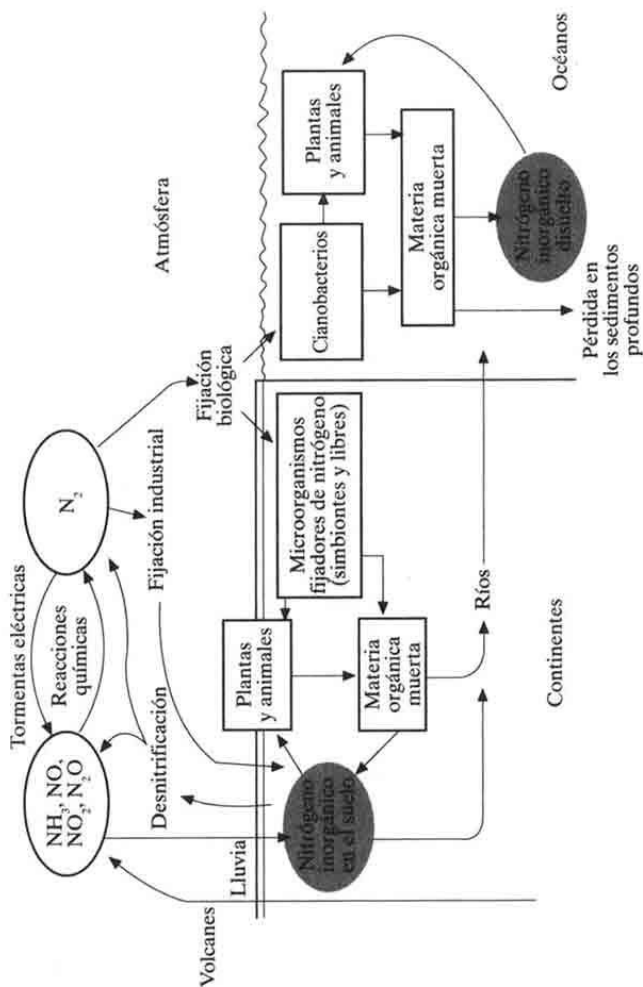 Atmósfera
Tormentas eléctricas
NH₃, NO,
NO₂, N₂O
N₂
Reacciones
químicas
Volcanes
Lluvia
Desnitrificación
Fijación industrial
Fijación
biológica
Nitrógeno
inorgánico
en el suelo
Plantas
y animales
Microorganismos
fijadores de nitrógeno
(simbiontes y libres)
Materia
orgánica
muerta
Ríos
Continentes
Cianobacterios
Plantas
y animales
Materia
orgánica muerta
Nitrógeno
inorgánico
disuelto
Pérdida en
los sedimentos
profundos
Océanos